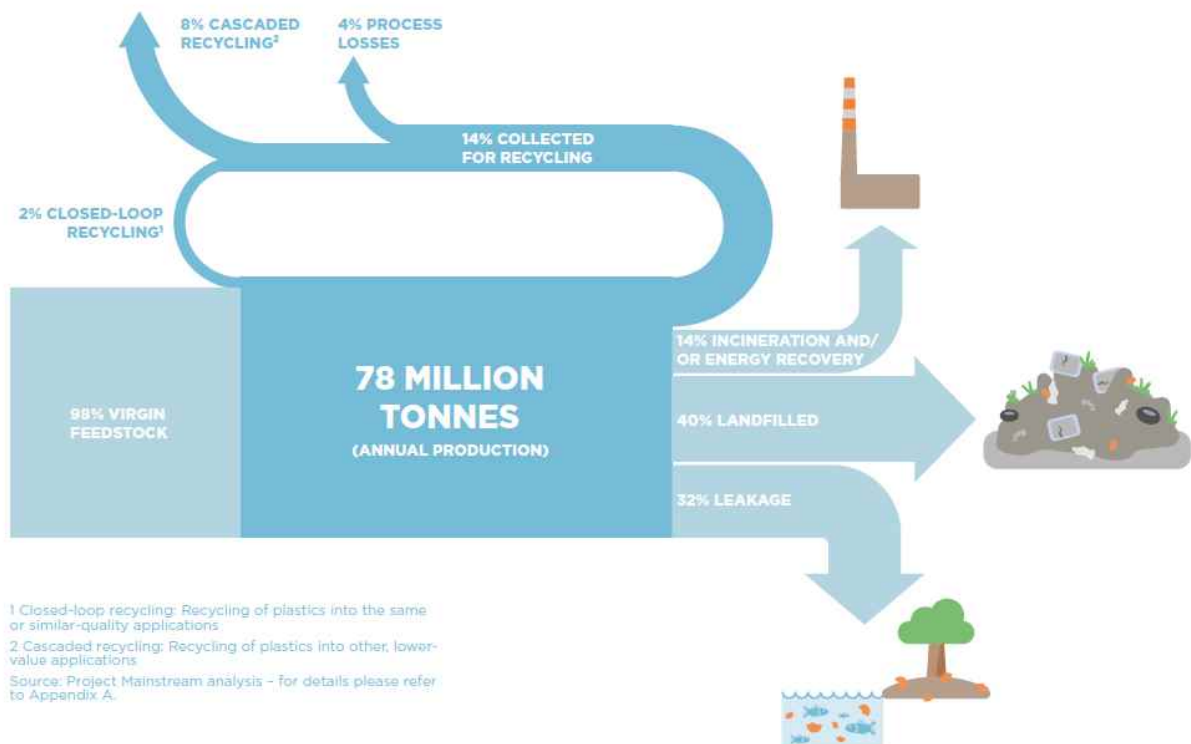 8% CASCADED
RECYCLING²
4% PROCESS
LOSSES
14% COLLECTED
FOR RECYCLING
2% CLOSED-LOOP
RECYCLING¹
98% VIRGIN
FEEDSTOCK
78 MILLION
TONNES
(ANNUAL PRODUCTION)
14% INCINERATION AND/
OR ENERGY RECOVERY
40% LANDFILLED
32% LEAKAGE
1 Closed-loop recycling: Recycling of plastics into the same
or similar-quality applications
2 Cascaded recycling: Recycling of plastics into other, lower-
value applications
Source: Project Mainstream analysis – for details please refer
to Appendix A.